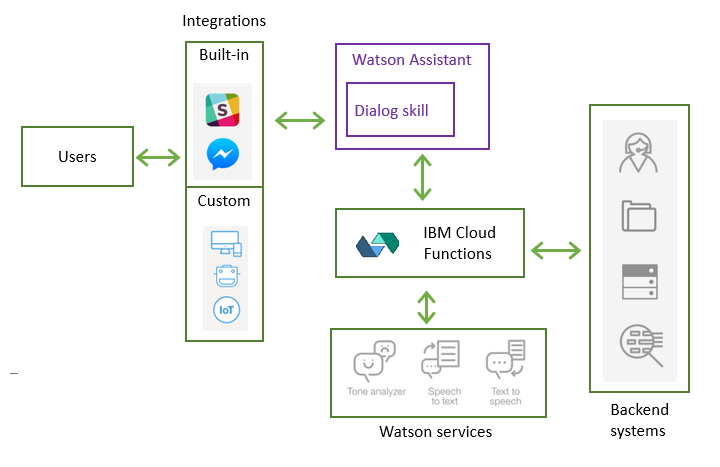 Integrations
Built-in
S
Custom
IoT
Users
Watson Assistant
Dialog skill
IBM Cloud
Functions
Tone analyzer
Speech
to text
Text to
speech
Watson services
Backend
systems